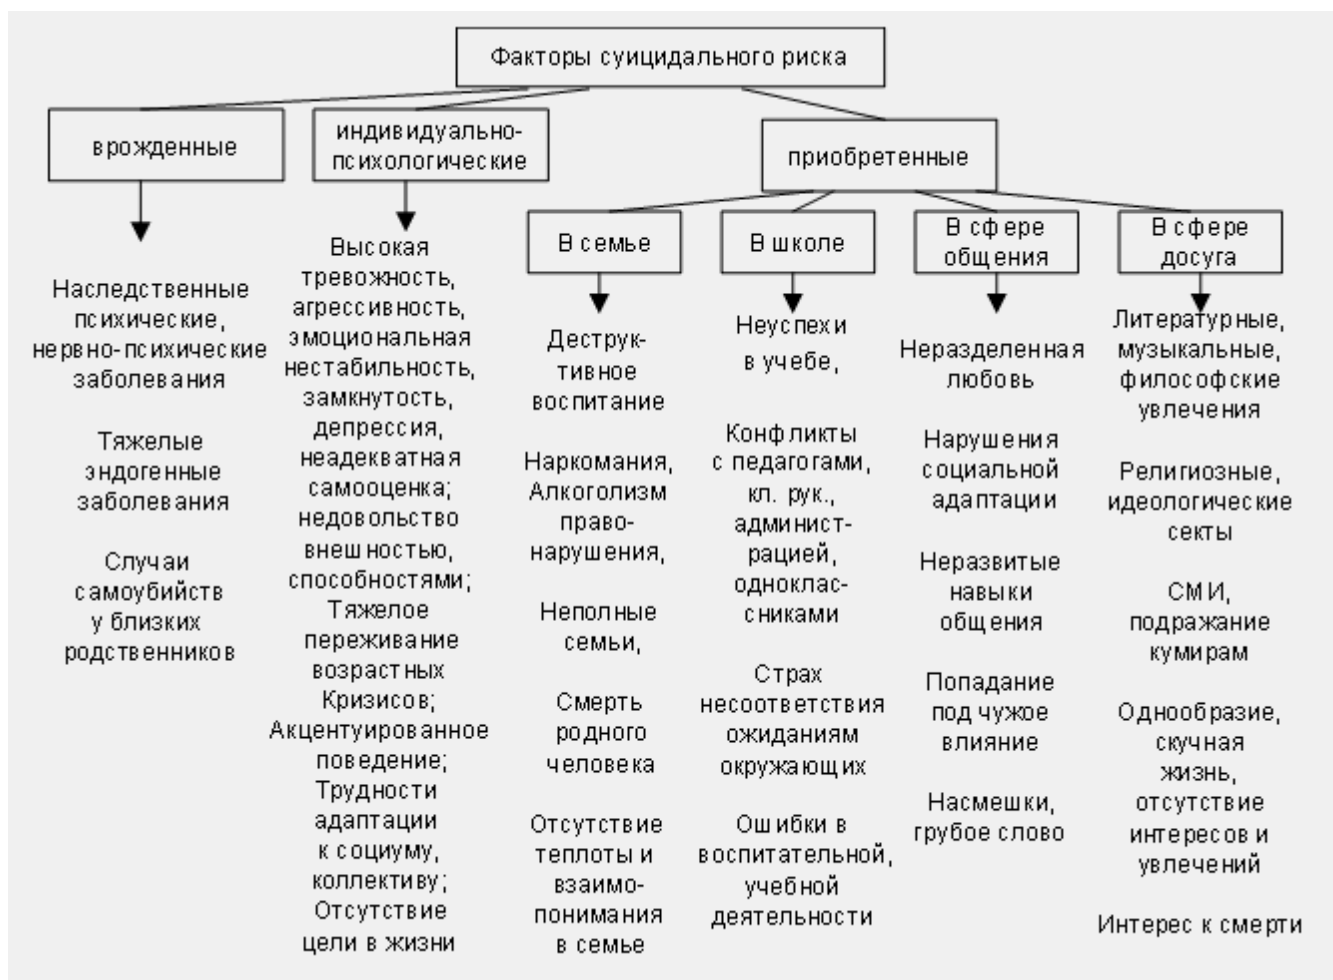 Факторы суицидального риска
врожденные
Наследственные
психические,
нервно-психические
заболевания
Тяжелые
эндогенные
заболевания
Случаи
самоубийств
у близких
родственников
индивидуально-
психологические
Высокая
тревожность,
агрессивность,
эмоциональная
нестабильность,
замкнутость,
депрессия,
неадекватная
самооценка;
недовольство
внешностью,
способностями;
Тяжелое
переживание
возрастных
Кризисов;
Акцентуированное
поведение;
Трудности
адаптации
к социуму,
коллективу;
Отсутствие
цели в жизни
приобретенные
В семье
Деструк-
тивное
воспитание
Наркомания,
Алкоголизм
право-
нарушения,
Неполные
семьи,
Смерть
родного
человека
Отсутствие
теплоты и
взаимо-
понимания
в семье
В школе
Неуспехи
в учебе,
Конфликты
с педагогами,
кл. рук.,
админист-
рацией,
однокл​ас-
сниками
Страх
несоответствия
ожиданиям
окружающих
Ошибки в
воспитательной,
учебной
деятельности
В сфере
общения
Неразделенная
любовь
Нарушения
социальной
адаптации
Неразвитые
навыки
общения
Попадание
под чужое
влияние
Насмешки,
грубое слово
В сфере
досуга
Литературные,
музыкальные,
философские
увлечения
Религиозные,
идеологические
секты
СМИ,
подражание
кумирам
Однообразие,
скучная
жизнь,
отсутствие
интересов и
увлечений
Интерес к смерти